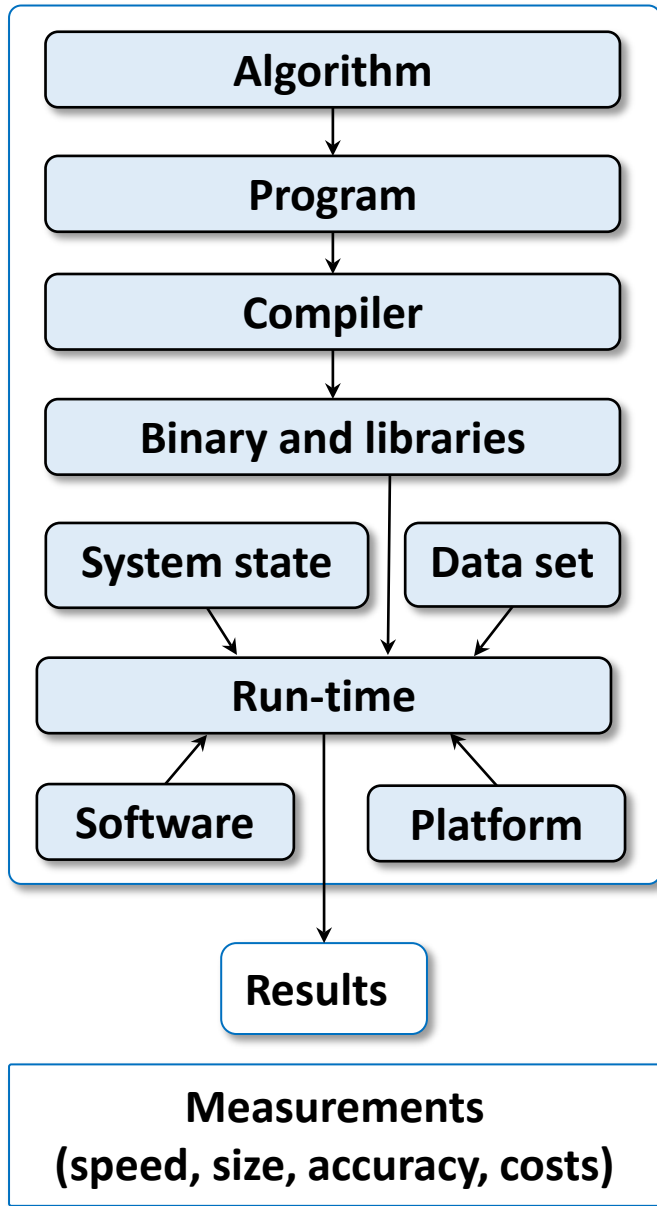 Algorithm
Program
Compiler
Binary and libraries
System state
Data set
Run-time
Software
Platform
Results
Measurements
(speed, size, accuracy, costs)